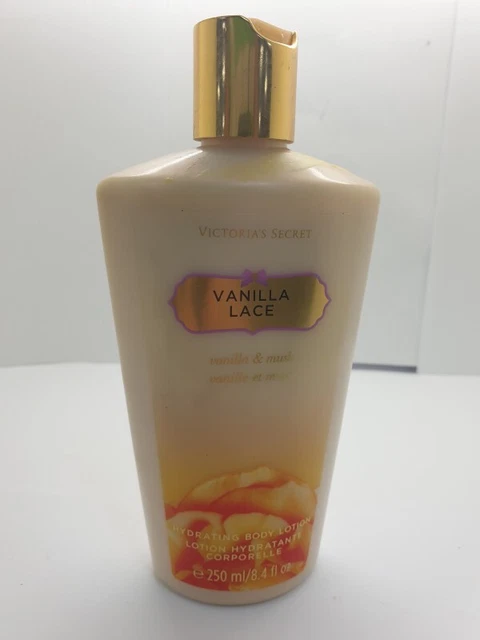 VICTORIA'S SECRET
VANILLA
LACE
vanilla & musk
vanille et musc
HYDRATING BODY LOTION
LOTION HYDRATANTE
CORPORELLE
℮ 250 ml/8.4 fl oz